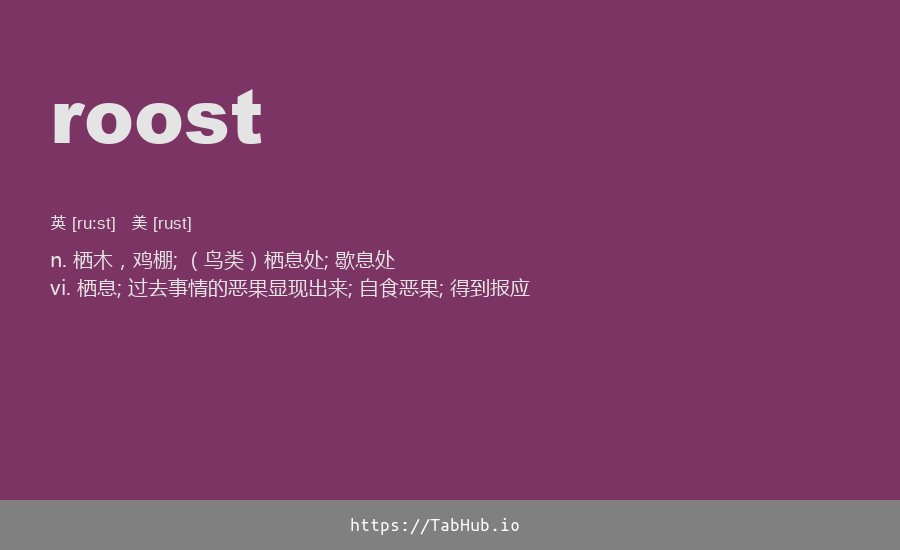 roost
英 [ruːst] 美 [rust]
n. 栖木，鸡棚; （鸟类）栖息处; 歇息处
vi. 栖息; 过去事情的恶果显现出来; 自食恶果; 得到报应
https://TabHub.io